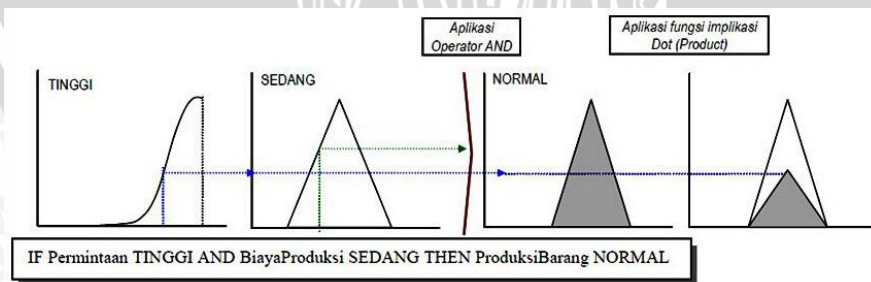 Aplikasi
Operator AND
Aplikasi fungsi implikasi
Dot (Product)
TINGGI
SEDANG
NORMAL
IF Permintaan TINGGI AND BiayaProduksi SEDANG THEN ProduksiBarang NORMAL